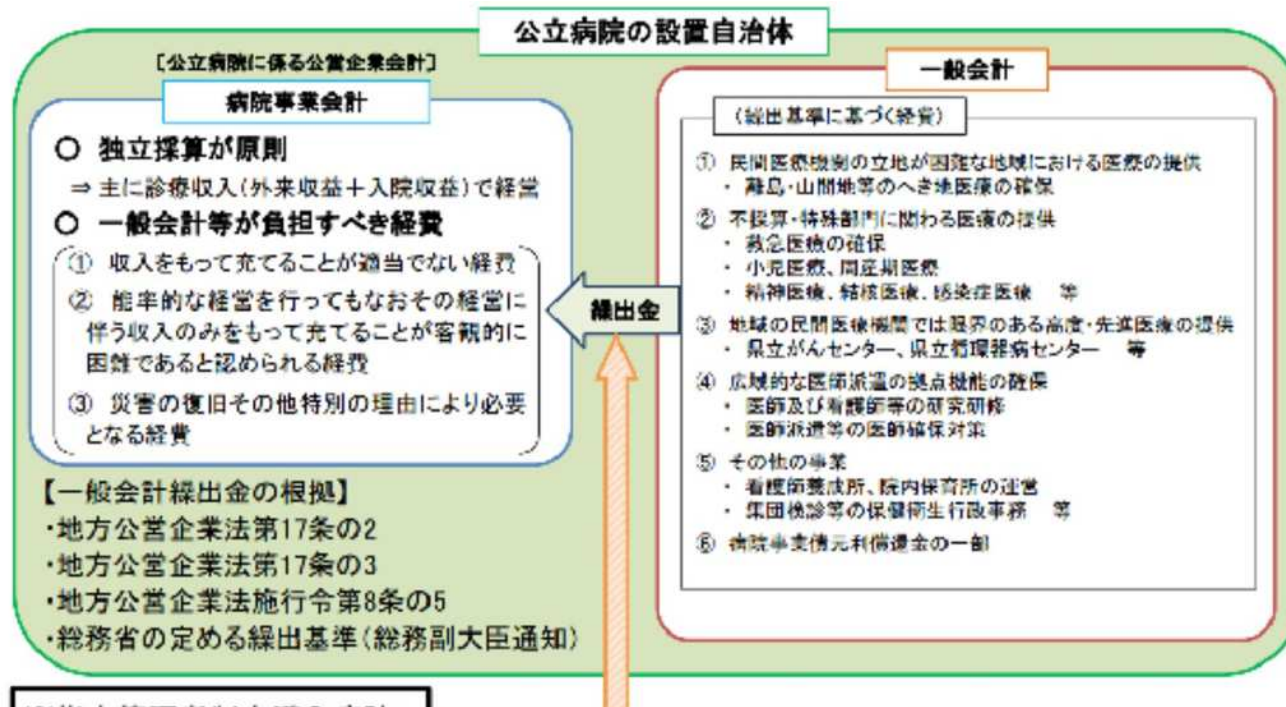 公立病院の設置自治体
［公立病院に係る公営企業会計］
病院事業会計
○ 独立採算が原則
⇒ 主に診療収入（外来収益＋入院収益）で経営
○ 一般会計等が負担すべき経費
① 収入をもって充てることが適当でない経費
② 能率的な経営を行ってもなおその経営に
伴う収入のみをもって充てることが客観的に
困難であると認められる経費
③ 災害の復旧その他特別の理由により必要
となる経費
【一般会計繰出金の根拠】
・地方公営企業法第17条の2
・地方公営企業法第17条の3
・地方公営企業法施行令第8条の5
・総務省の定める繰出基準（総務副大臣通知）
繰出金
一般会計
（繰出基準に基づく経費）
① 民間医療機関の立地が困難な地域における医療の提供
・ 離島・山間地等のへき地医療の確保
② 不採算・特殊部門に関わる医療の提供
・ 救急医療の確保
・ 小児医療、周産期医療
・ 精神医療、結核医療、感染症医療 等
③ 地域の民間医療機関では限界のある高度・先進医療の提供
・ 県立がんセンター、県立循環器病センター 等
④ 広域的な医師派遣の拠点機能の確保
・ 医師及び看護師等の研究研修
・ 医師派遣等の医師確保対策
⑤ その他の事業
・ 看護師養成所、院内保育所の運営
・ 集団検診等の保健衛生行政事務 等
⑥ 病院事業債元利償還金の一部